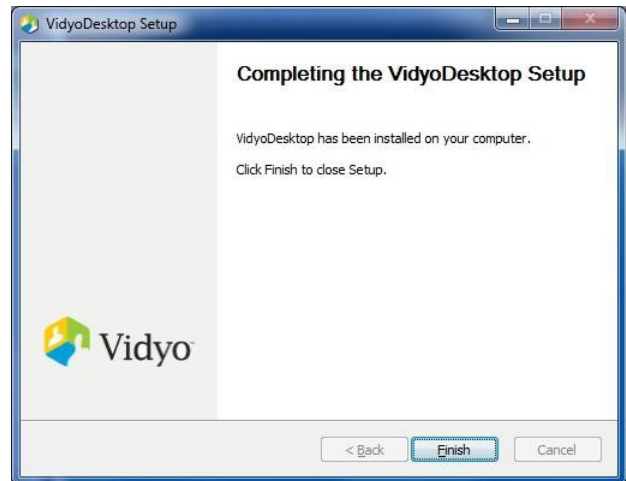 VidyoDesktop Setup
Completing the VidyoDesktop Setup
VidyoDesktop has been installed on your computer.
Click Finish to close Setup.
Vidyo
< Back
Finish
Cancel